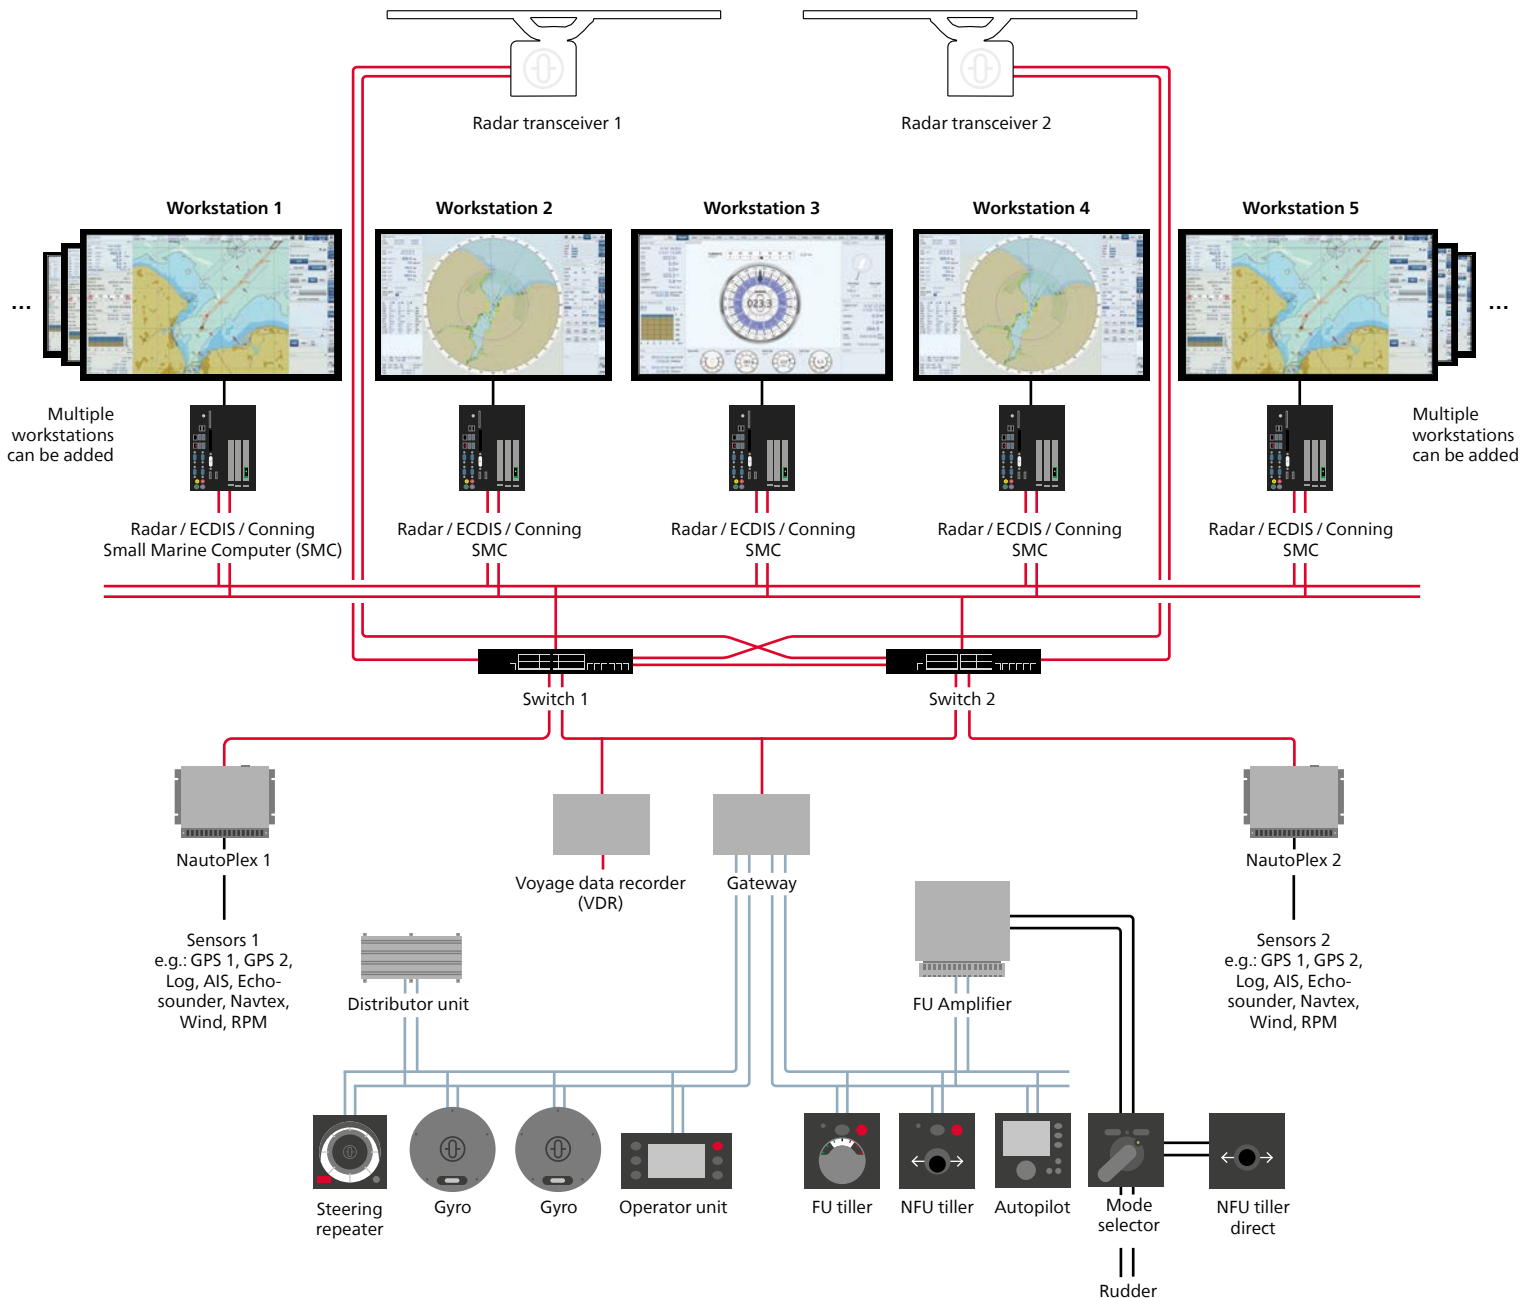 Radar transceiver 1
Radar transceiver 2
Workstation 1
Workstation 2
Workstation 3
Workstation 4
Workstation 5
...
...
023.3
Multiple
workstations
can be added
Multiple
workstations
can be added
Radar / ECDIS / Conning
Small Marine Computer (SMC)
Radar / ECDIS / Conning
SMC
Radar / ECDIS / Conning
SMC
Radar / ECDIS / Conning
SMC
Radar / ECDIS / Conning
SMC
Switch 1
Switch 2
NautoPlex 1
Voyage data recorder
(VDR)
Gateway
NautoPlex 2
Sensors 1
e.g.: GPS 1, GPS 2,
Log, AIS, Echo-
sounder, Navtex,
Wind, RPM
Distributor unit
FU Amplifier
Sensors 2
e.g.: GPS 1, GPS 2,
Log, AIS, Echo-
sounder, Navtex,
Wind, RPM
Steering
repeater
Gyro
Gyro
Operator unit
FU tiller
NFU tiller
Autopilot
Mode
selector
NFU tiller
direct
Rudder